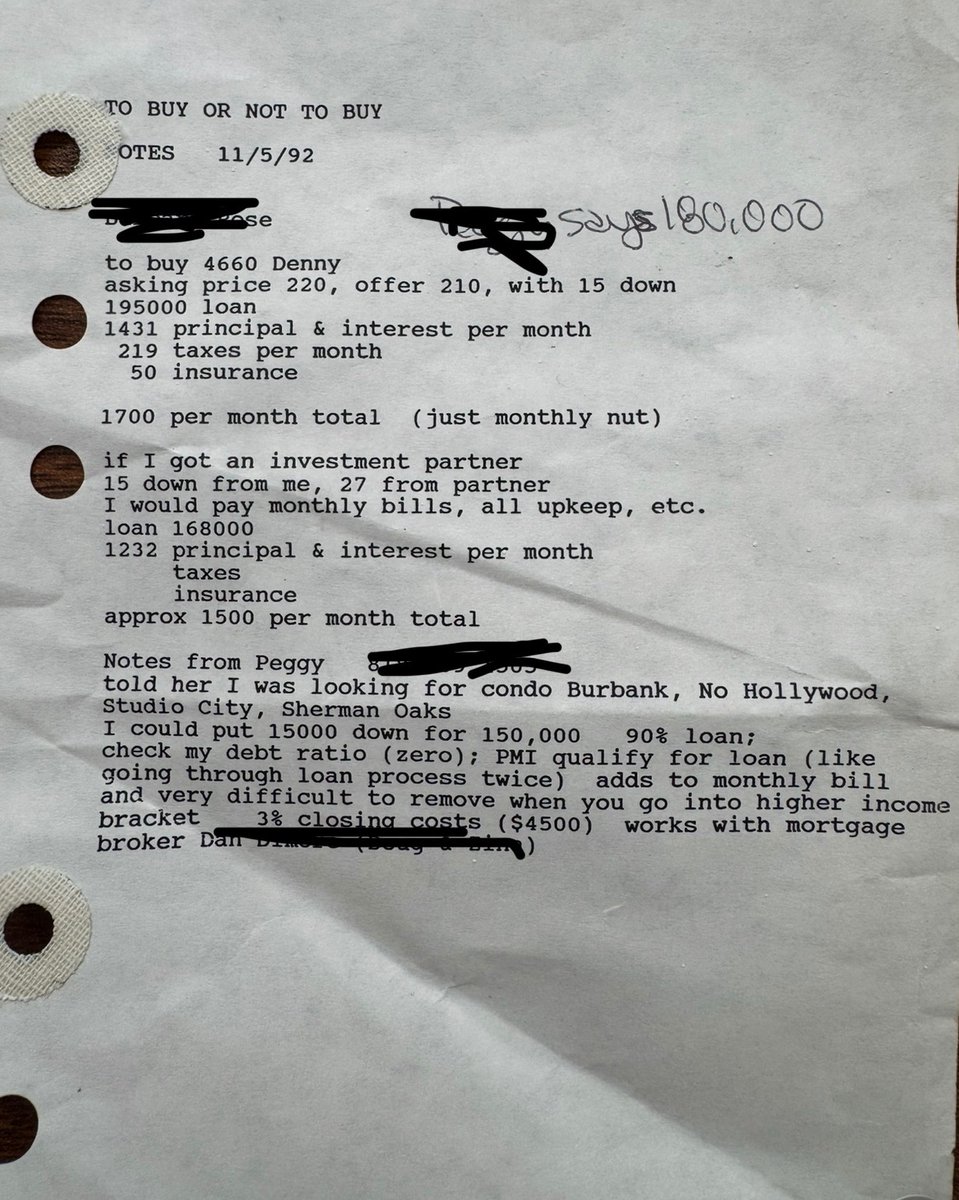 TO BUY OR NOT TO BUY
OTES 11/5/92
says 180,000
to buy 4660 Denny
asking price 220, offer 210, with 15 down
195000 loan
1431 principal & interest per month
219 taxes per month
50 insurance
1700 per month total (just monthly nut)
if I got an investment partner
15 down from me, 27 from partner
I would pay monthly bills, all upkeep, etc.
loan 168000
1232 principal & interest per month
taxes
insurance
approx 1500 per month total
Notes from Peggy
told her I was looking for condo Burbank, No Hollywood,
Studio City, Sherman Oaks
I could put 15000 down for 150,000 90% loan;
check my debt ratio (zero); PMI qualify for loan (like
going through loan process twice) adds to monthly bill
and very difficult to remove when you go into higher income
bracket 3% closing costs ($4500) works with mortgage
broker Dan